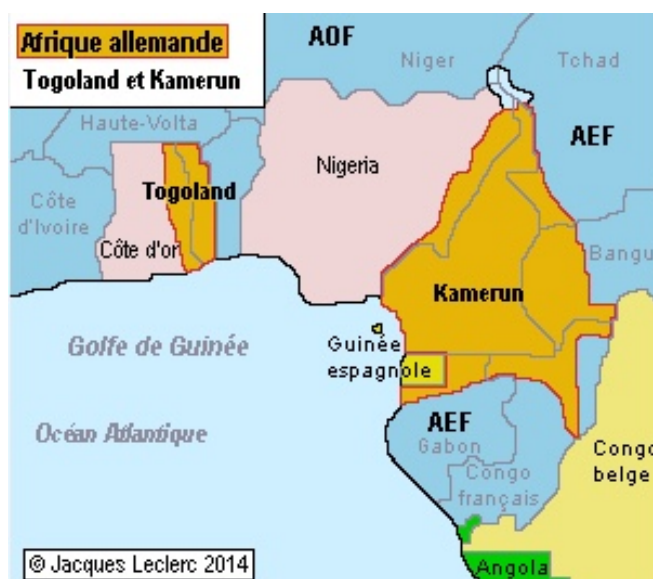 Afrique allemande
Togoland et Kamerun
AOF
Niger
Tchad
Haute-Volta
AEF
Nigeria
Togoland
Côte
d'Ivoire
Côte d'or
Bangu
Kamerun
Golfe de Guinée
Guinée
espagnole
Océan Atlantique
AEF
Gabon
Congo
français
Congo
belge
Angola
© Jacques Leclerc 2014